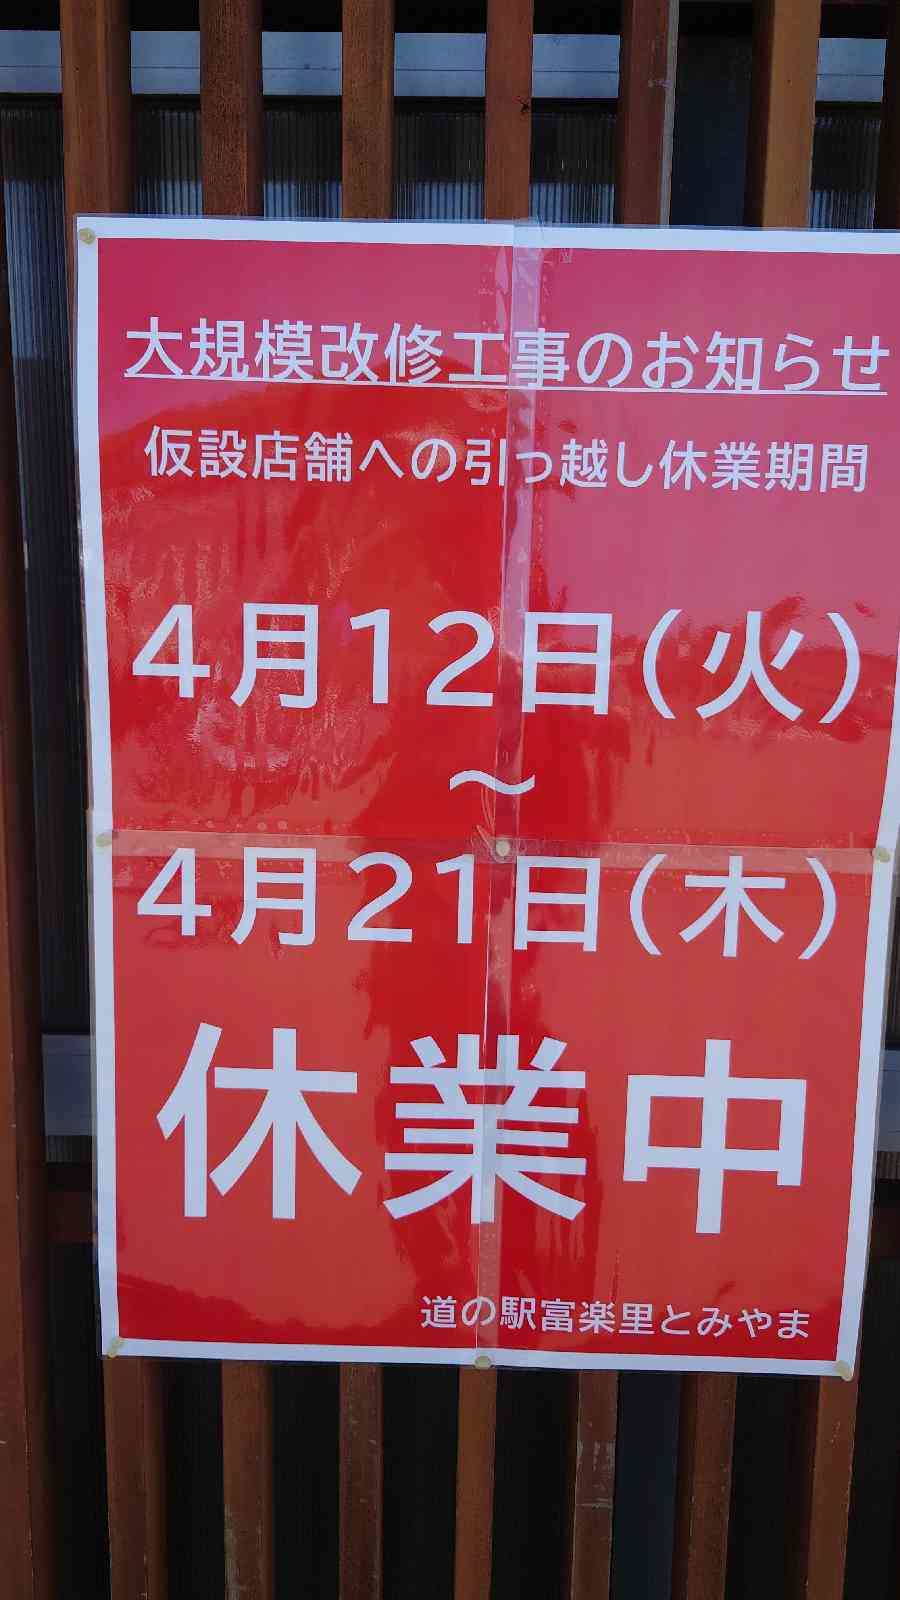 大規模改修工事のお知らせ
仮設店舗への引っ越し休業期間
4月12日(火)
～
4月21日(木)
休業中
道の駅富楽里とみやま